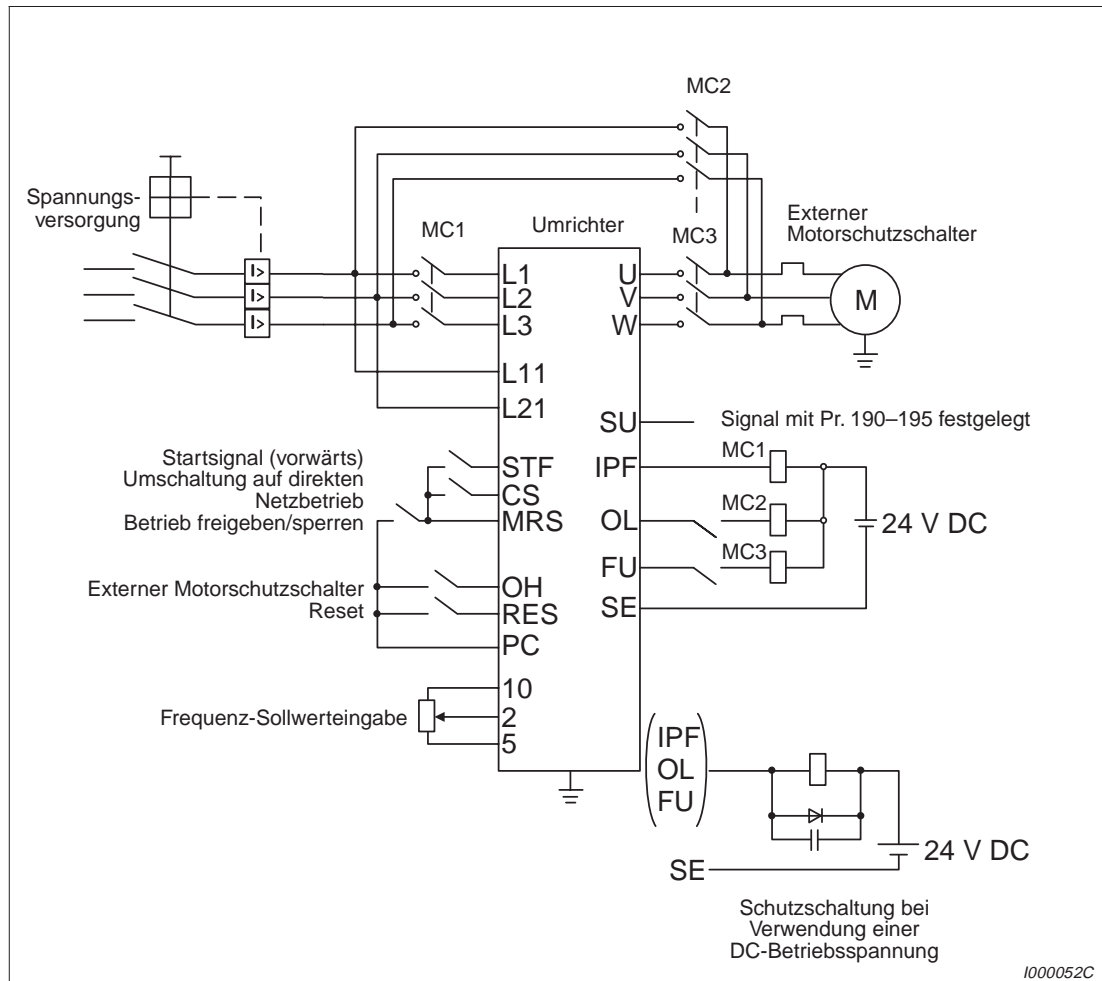 MC2
Spannungs-
versorgung
MC1
Umrichter
MC3
Externer
Motorschutzschalter
I>
I>
I>
L1
L2
L3
L11
L21
U
V
W
M
SU
Signal mit Pr. 190–195 festgelegt
Startsignal (vorwärts)
Umschaltung auf direkten
Netzbetrieb
Betrieb freigeben/sperren
STF
CS
MRS
IPF
OL
FU
SE
MC1
MC2
MC3
24 V DC
Externer Motorschutzschalter
Reset
OH
RES
PC
Frequenz-Sollwerteingabe
10
2
5
IPF
OL
FU
SE
24 V DC
Schutzschaltung bei
Verwendung einer
DC-Betriebsspannung
I000052C